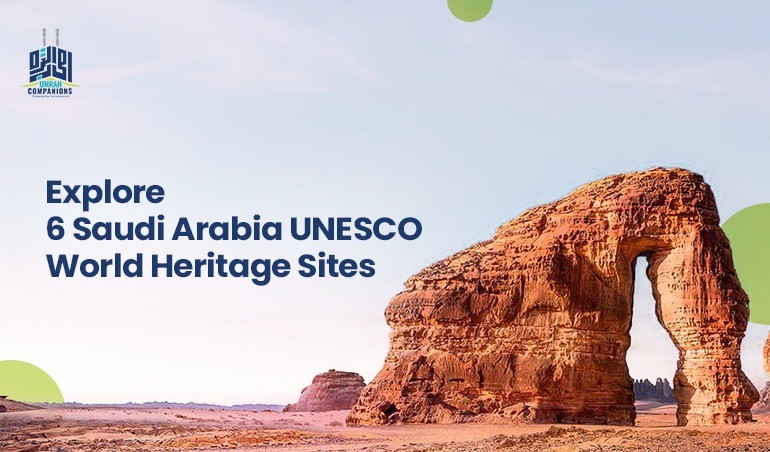 UMRAH
COMPANIONS
Explore
6 Saudi Arabia UNESCO
World Heritage Sites